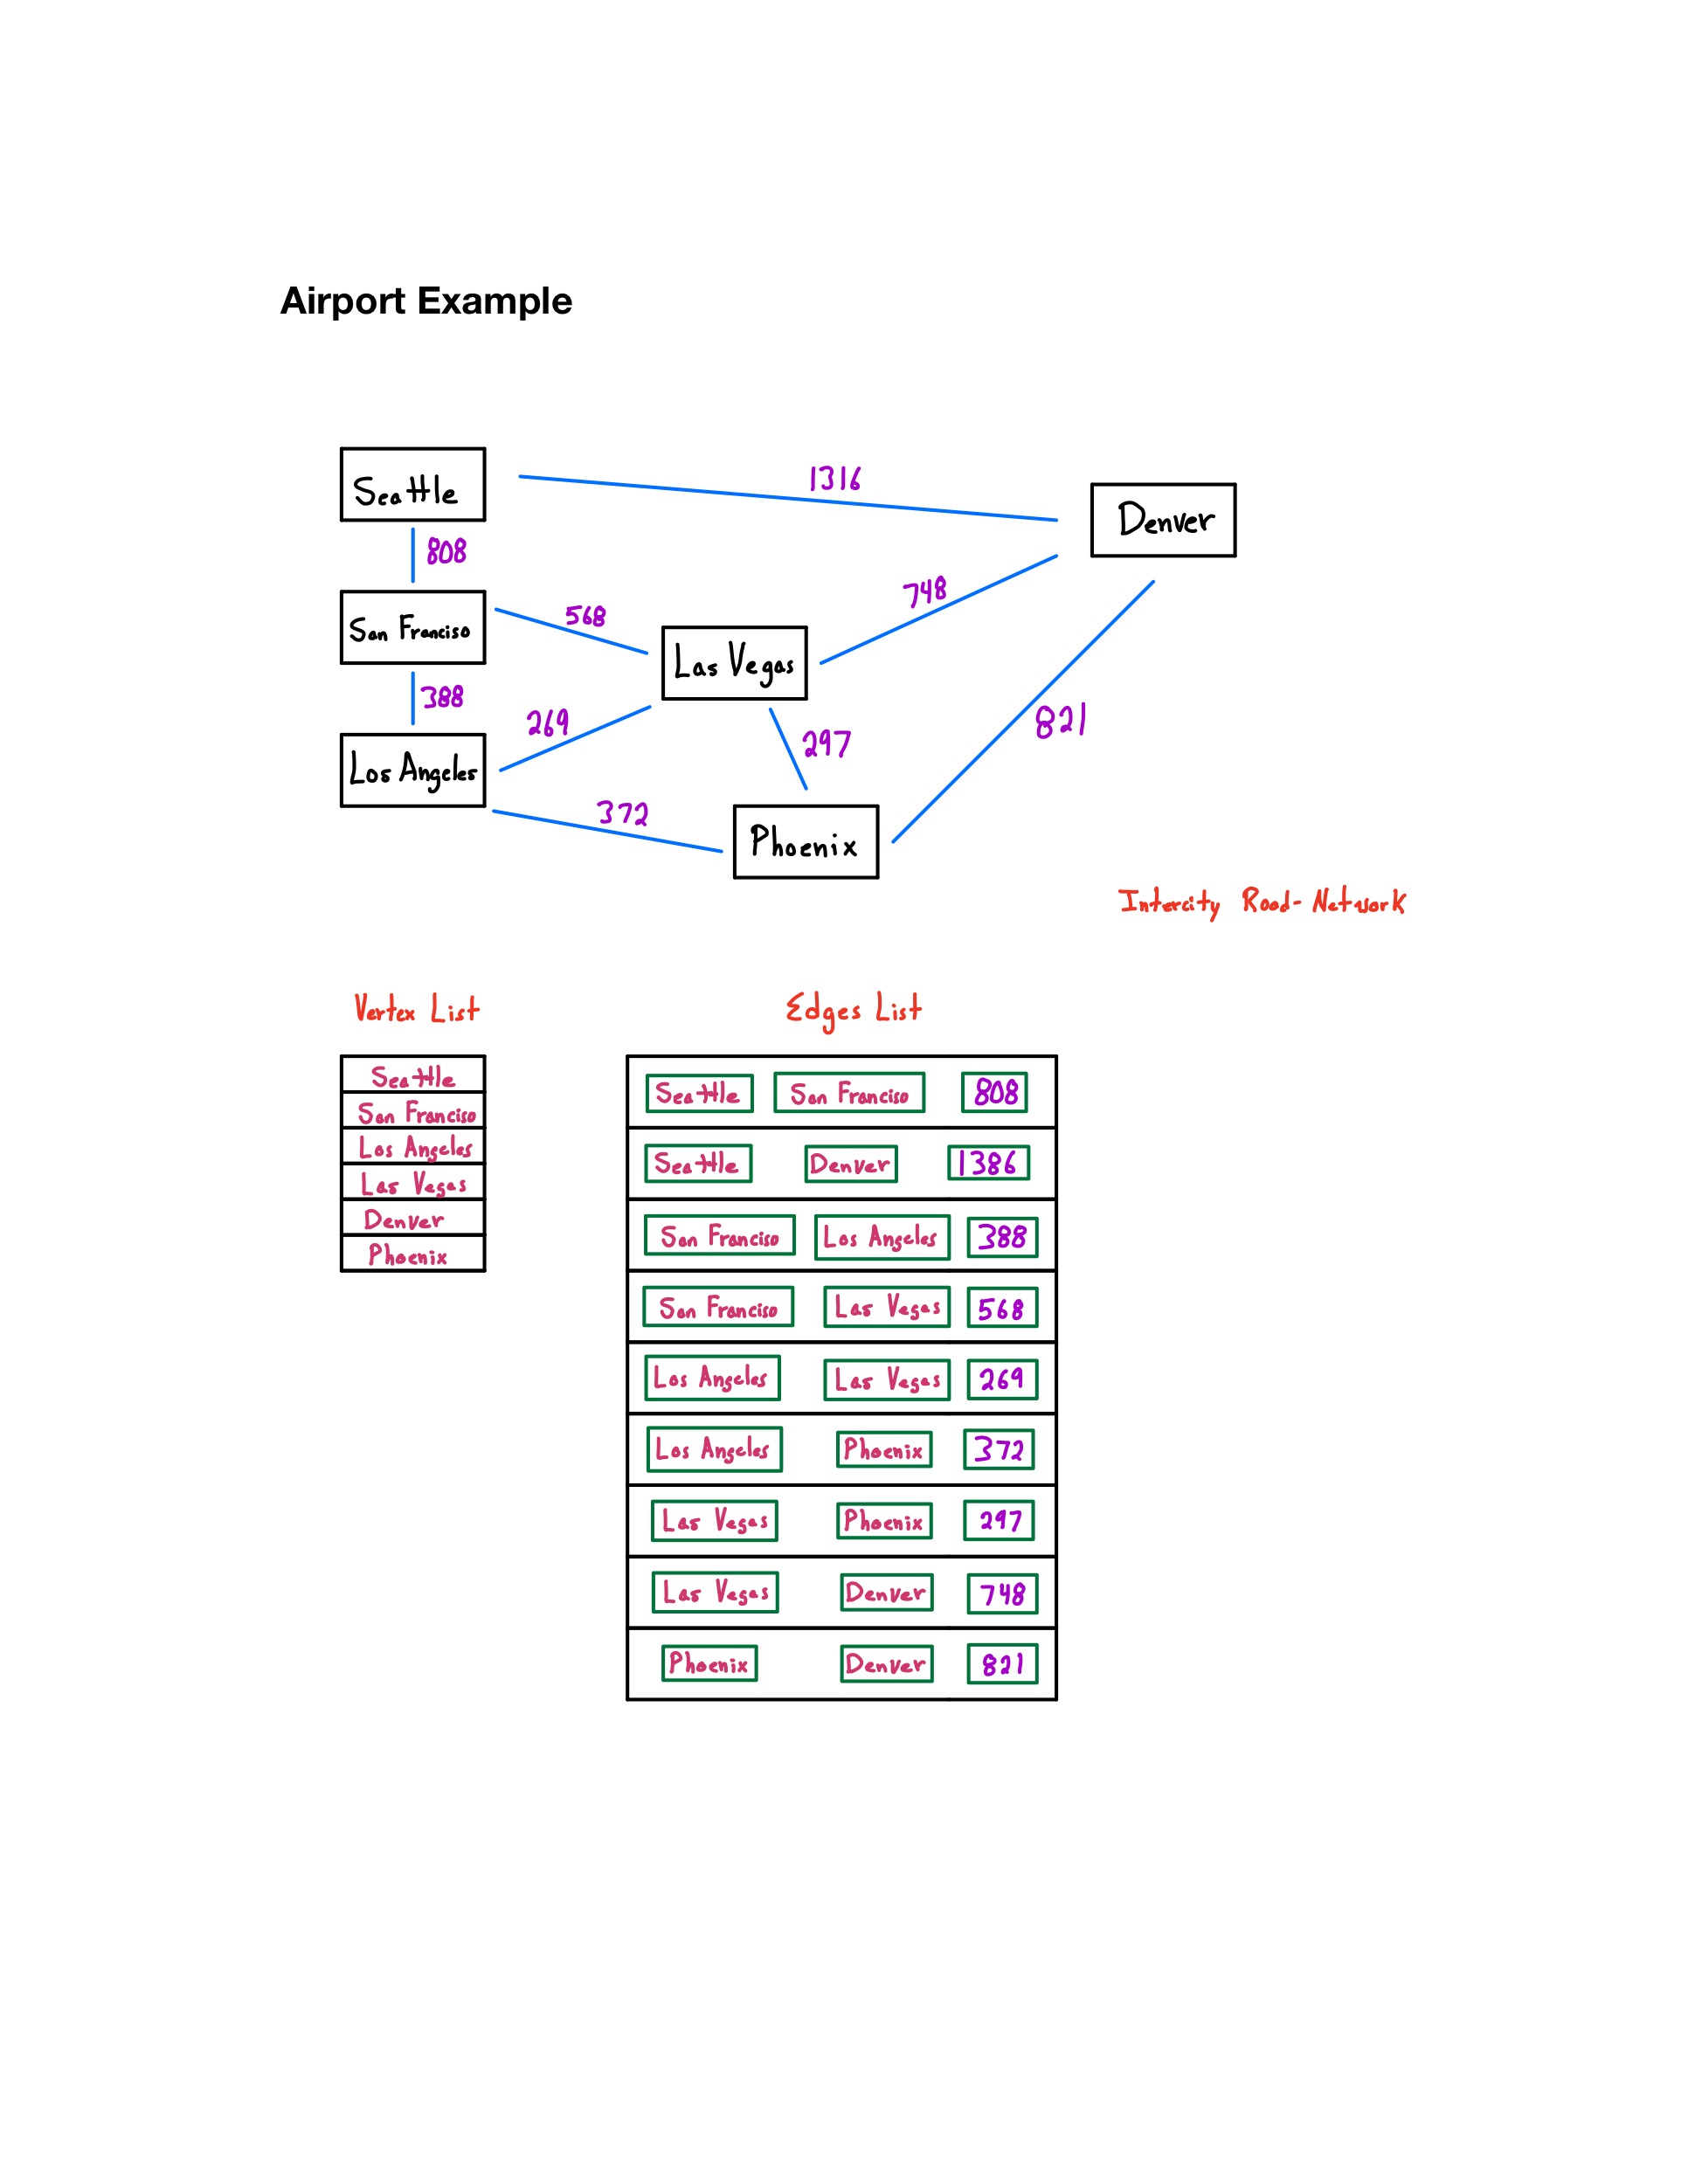 Airport Example
Seattle
1316
Denver
808
San Franciso
568
748
Las Vegas
388
269
297
821
Los Angeles
372
Phoenix
Intercity Road-Network
Vertex List
Seattle
San Franciso
Los Angeles
Las Vegas
Denver
Phoenix
Edges List
Seattle San Franciso 808
Seattle Denver 1386
San Franciso Los Angeles 388
San Franciso Las Vegas 568
Los Angeles Las Vegas 269
Los Angeles Phoenix 372
Las Vegas Phoenix 297
Las Vegas Denver 748
Phoenix Denver 821